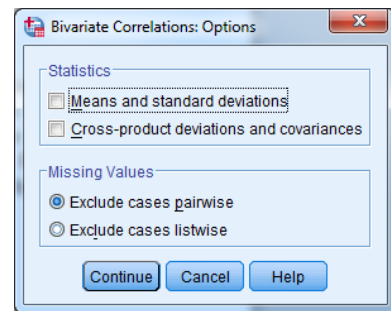 Bivariate Correlations: Options
Statistics
Means and standard deviations
Cross-product deviations and covariances
Missing Values
Exclude cases pairwise
Exclude cases listwise
Continue Cancel Help